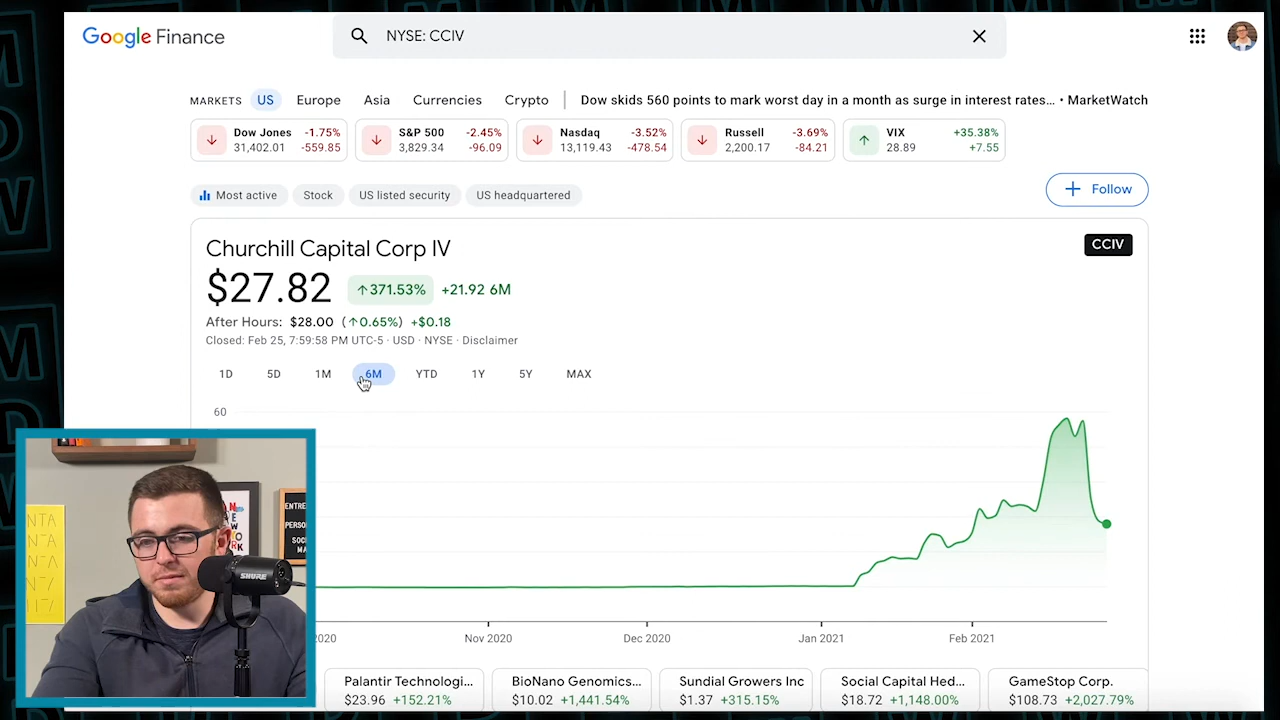 Google Finance
NYSE: CCIV
MARKETS US Europe Asia Currencies Crypto Dow skids 560 points to mark worst day in a month as surge in interest rates… • MarketWatch
Dow Jones -1.75% S&P 500 -2.45% Nasdaq -3.52% Russell -3.69% VIX +35.38%
31,402.01 -559.85 3,829.34 -96.09 13,119.43 -478.54 2,200.17 -84.21 28.89 +7.55
Most active Stock US listed security US headquartered Follow
Churchill Capital Corp IV CCIV
$27.82 371.53% +21.92 6M
After Hours: $28.00 (↑0.65%) +$0.18
Closed: Feb 25, 7:59:58 PM UTC-5 · USD · NYSE · Disclaimer
1D 5D 1M 6M YTD 1Y 5Y MAX
60
2020 Nov 2020 Dec 2020 Jan 2021 Feb 2021
Palantir Technologi... BioNano Genomics... Sundial Growers Inc Social Capital Hed... GameStop Corp.
$23.96 +152.21% $10.02 +1,441.54% $1.37 +315.15% $18.72 +1,148.00% $108.73 +2,027.79%
SHURE
ENTRE
PERSO
SOC
MA